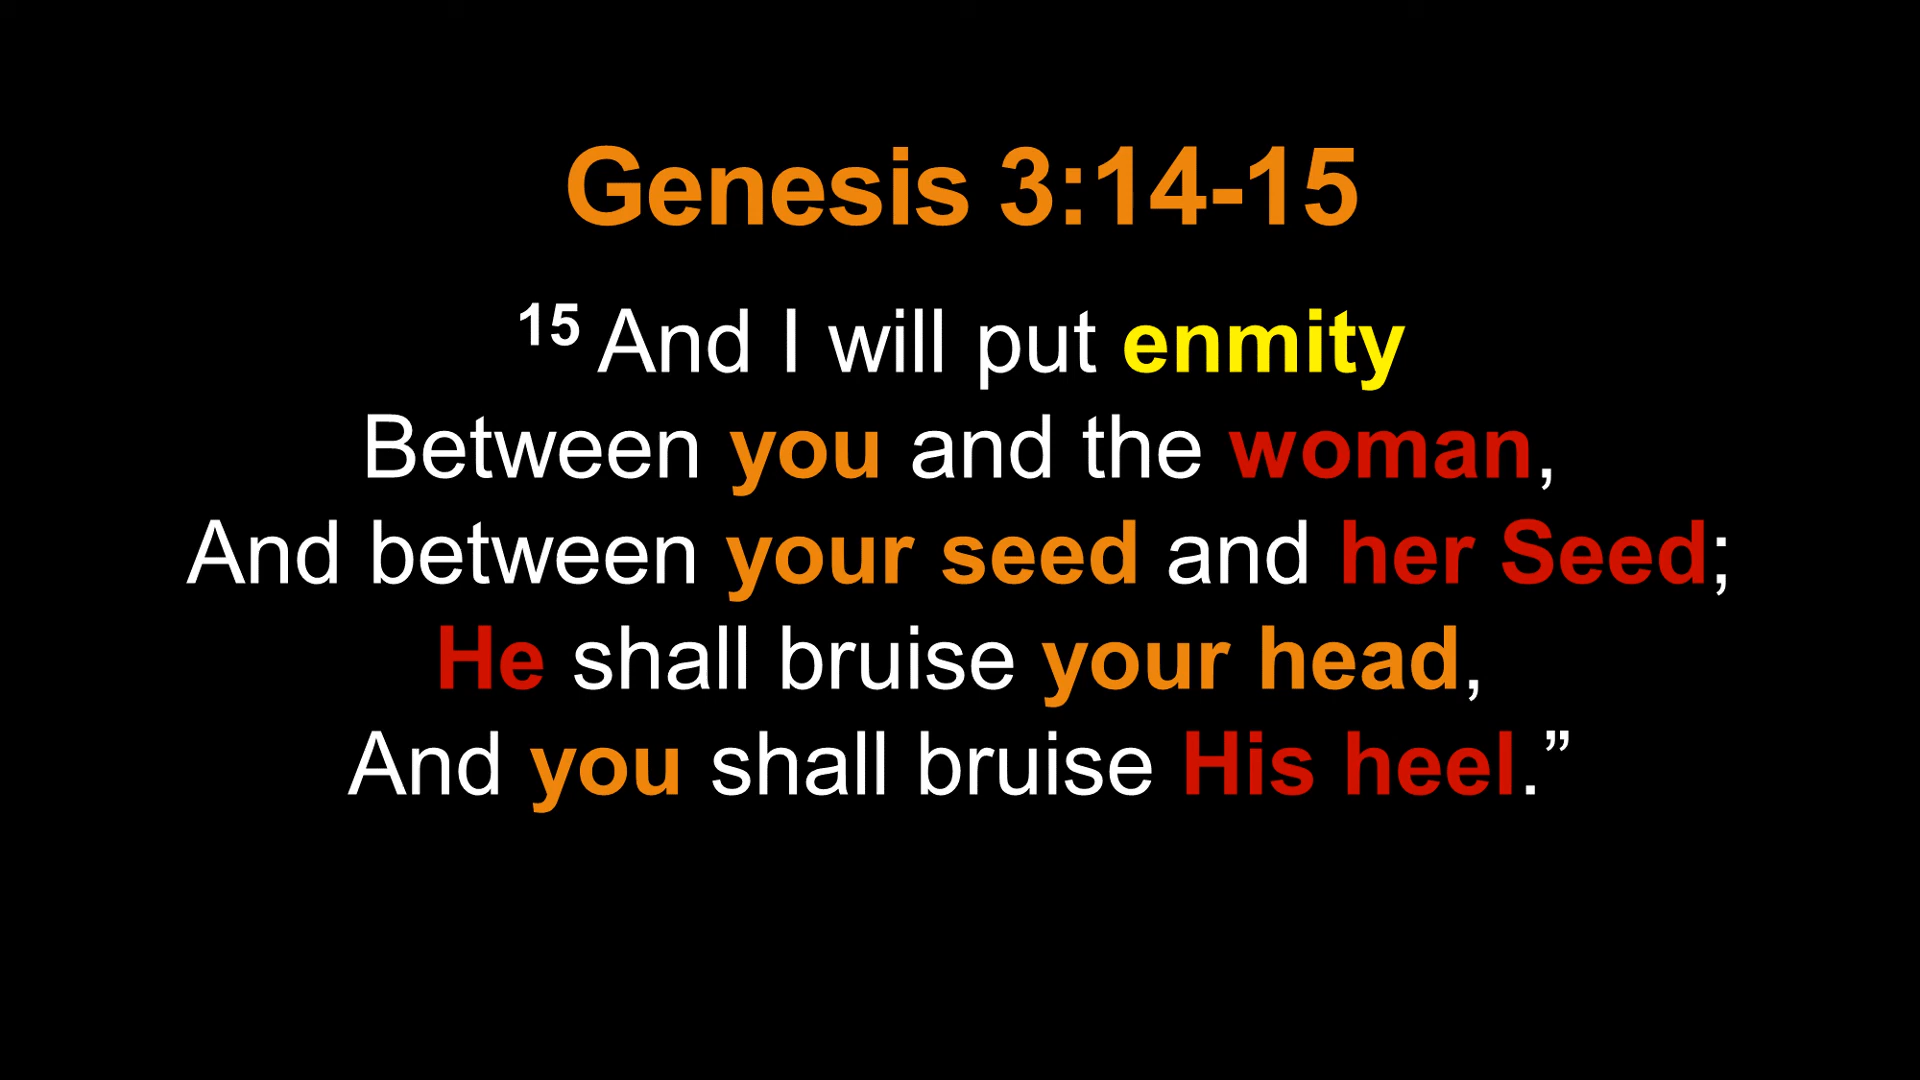 Genesis 3:14-15
15 And I will put enmity
Between you and the woman,
And between your seed and her Seed;
He shall bruise your head,
And you shall bruise His heel.”